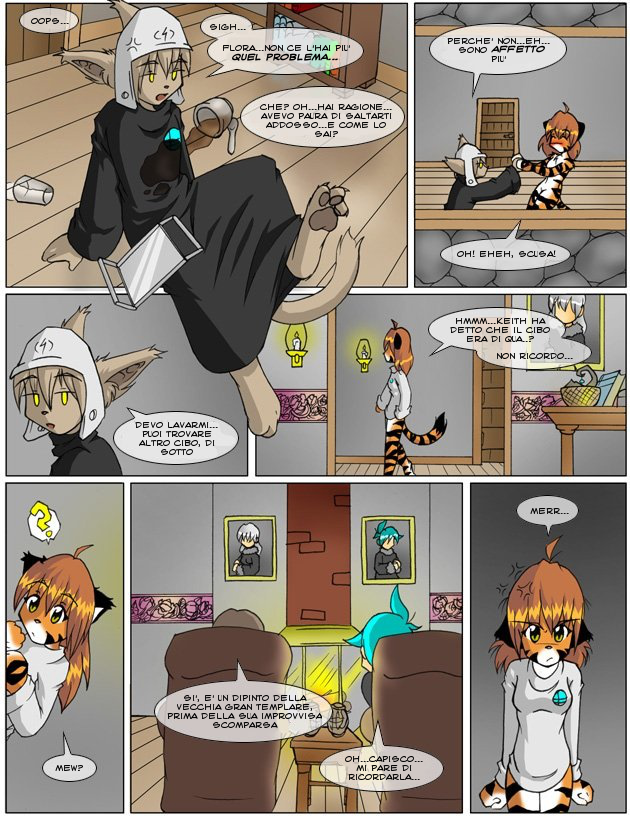 OOPS...
SIGH...
FLORA...NON CE L'HAI PIU'
QUEL PROBLEMA...
CHE? OH...HAI RAGIONE...
AVEVO PAURA DI SALTARTI
ADDOSSO...E COME LO
SAI?
PERCHE' NON...EH...
SONO AFFETTO
PIU'
OH! EHEH, SCUSA!
DEVO LAVARMI...
PUOI TROVARE
ALTRO CIBO, DI
SOTTO
HMMM...KEITH HA
DETTO CHE IL CIBO
ERA DI QUA..?
NON RICORDO...
?
MEW?
SI', E' UN DIPINTO DELLA
VECCHIA GRAN TEMPLARE,
PRIMA DELLA SUA IMPROVVISA
SCOMPARSA
OH...CAPISCO...
MI PARE DI
RICORDARLA...
MERR...